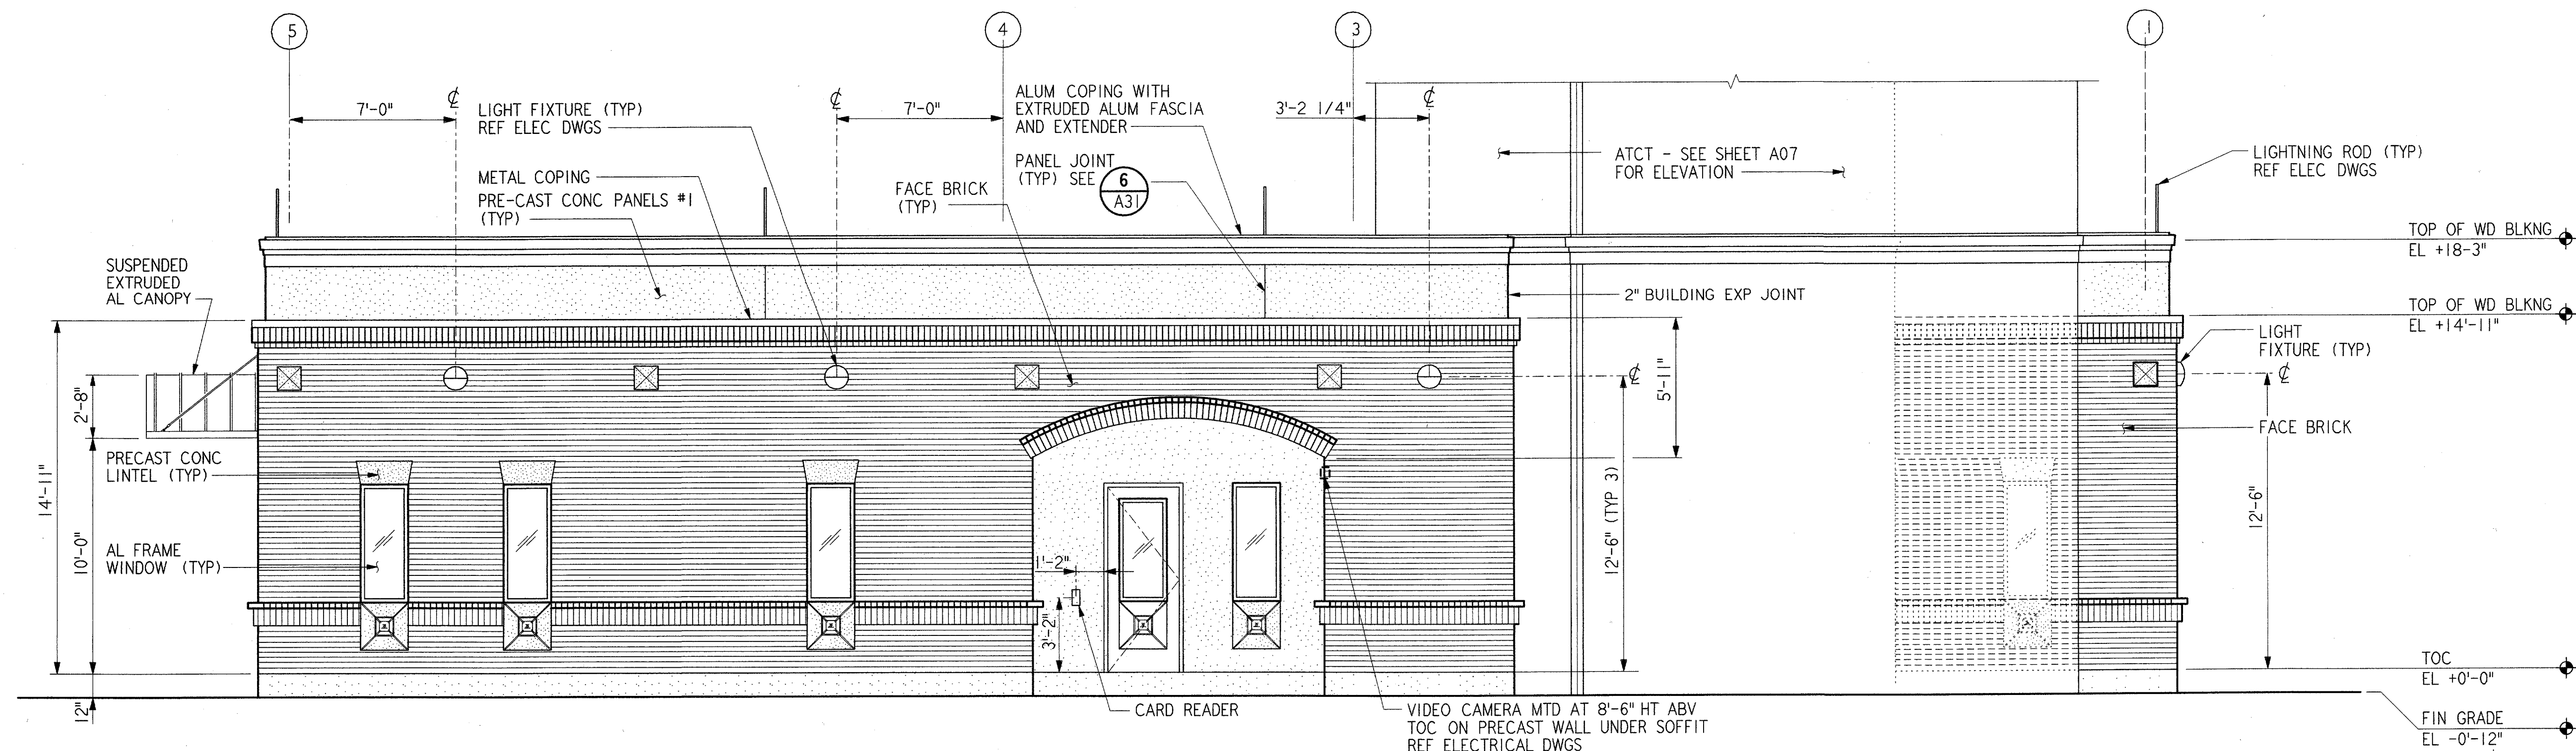 5
4
3
1
7'-0"
℄
LIGHT FIXTURE (TYP)
REF ELEC DWGS
℄
7'-0"
ALUM COPING WITH
EXTRUDED ALUM FASCIA
AND EXTENDER
3'-2 1/4"
℄
METAL COPING
PRE-CAST CONC PANELS #1
(TYP)
FACE BRICK
(TYP)
PANEL JOINT
(TYP) SEE
6
A31
ATCT - SEE SHEET A07
FOR ELEVATION
LIGHTNING ROD (TYP)
REF ELEC DWGS
TOP OF WD BLKNG
EL +18-3"
SUSPENDED
EXTRUDED
AL CANOPY
2" BUILDING EXP JOINT
TOP OF WD BLKNG
EL +14'-11"
LIGHT
FIXTURE (TYP)
℄
℄
2'-8"
5'-11"
FACE BRICK
PRECAST CONC
LINTEL (TYP)
14'-11"
10'-0"
12'-6" (TYP 3)
12'-6"
AL FRAME
WINDOW (TYP)
1'-2"
3'-2"
TOC
EL +0'-0"
12"
CARD READER
VIDEO CAMERA MTD AT 8'-6" HT ABV
TOC ON PRECAST WALL UNDER SOFFIT
REF ELECTRICAL DWGS
FIN GRADE
EL -0'-12"